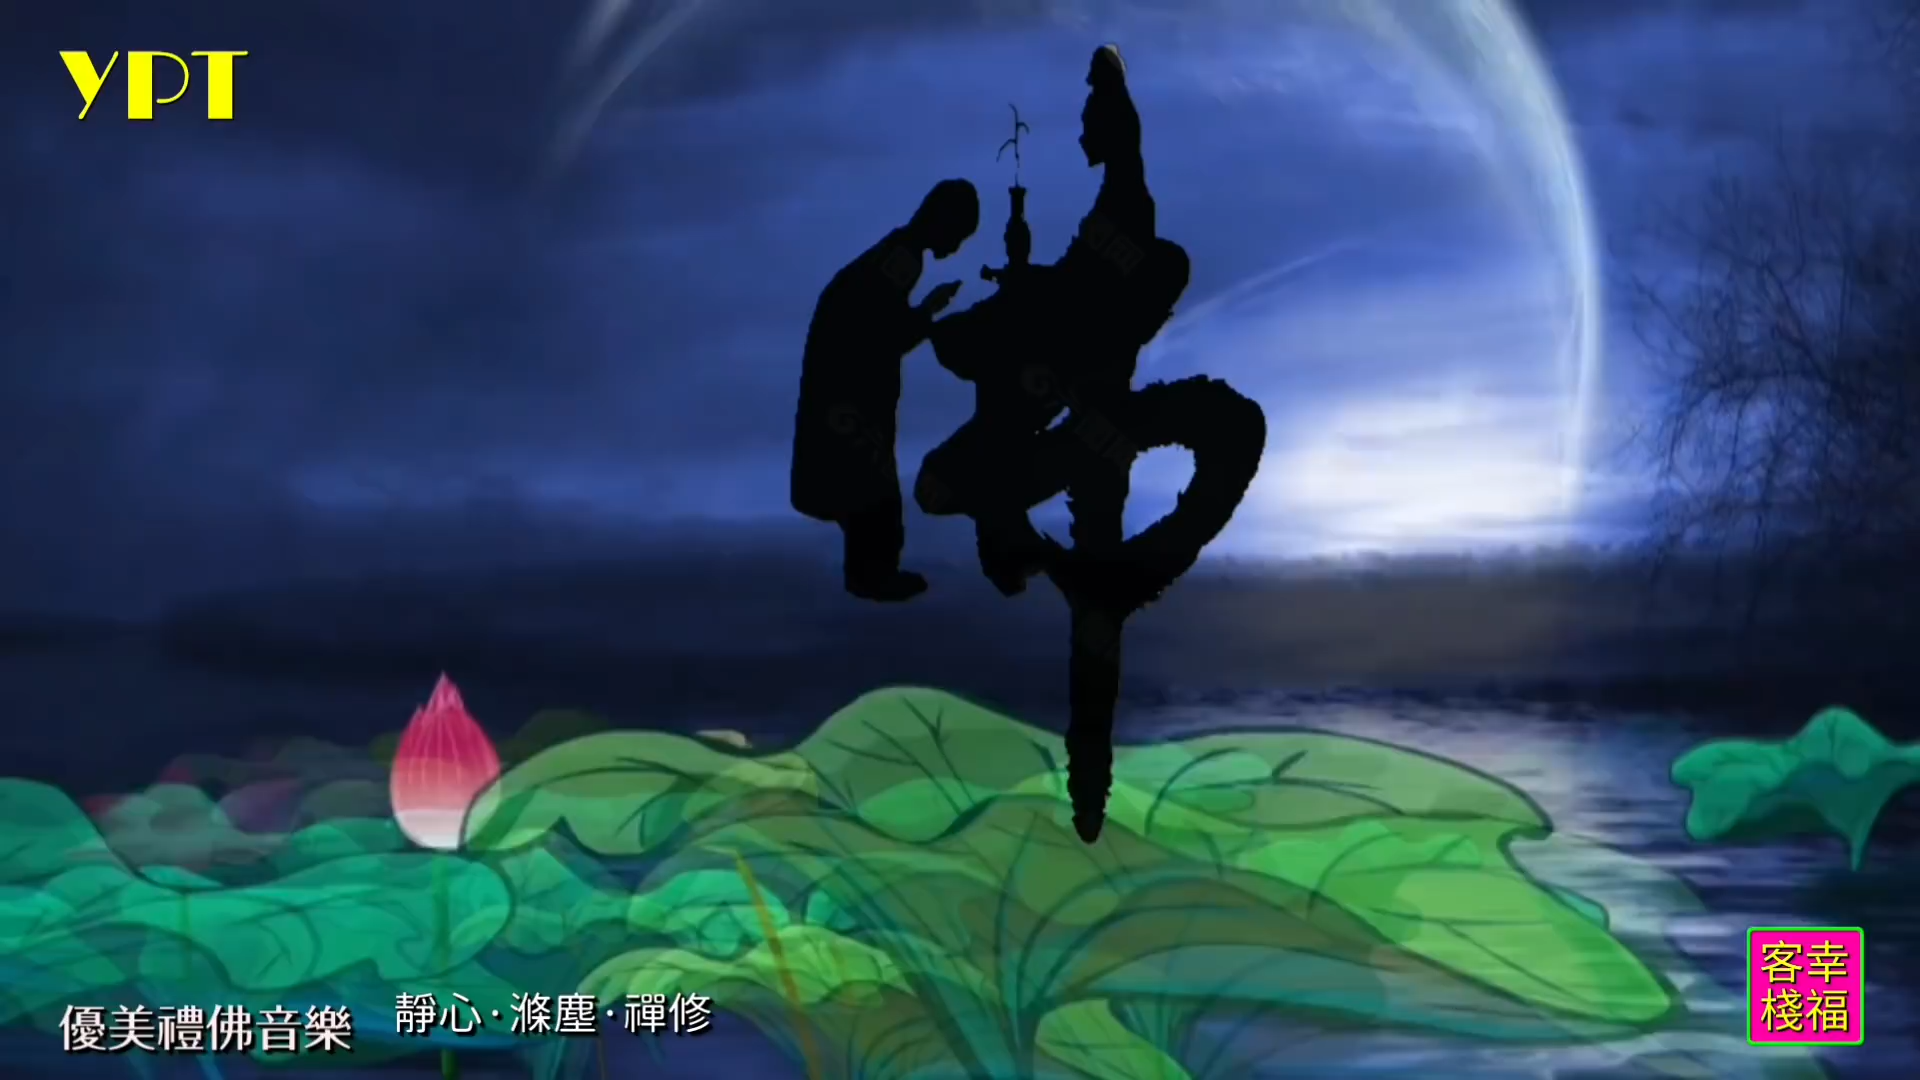 YPT
佛
優美禮佛音樂
靜心·滌塵·禪修
幸福
客棧